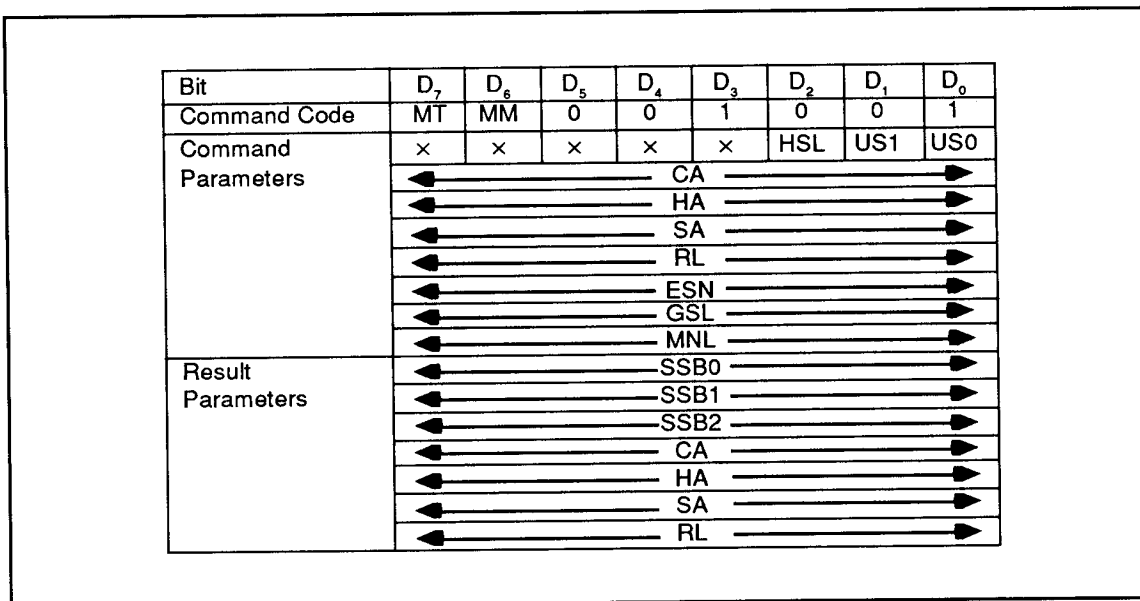 Bit D₇ D₆ D₅ D₄ D₃ D₂ D₁ D₀
Command Code MT MM 0 0 1 0 0 1
Command × × × × × HSL US1 US0
Parameters CA
HA
SA
RL
ESN
GSL
MNL
Result SSB0
Parameters SSB1
SSB2
CA
HA
SA
RL